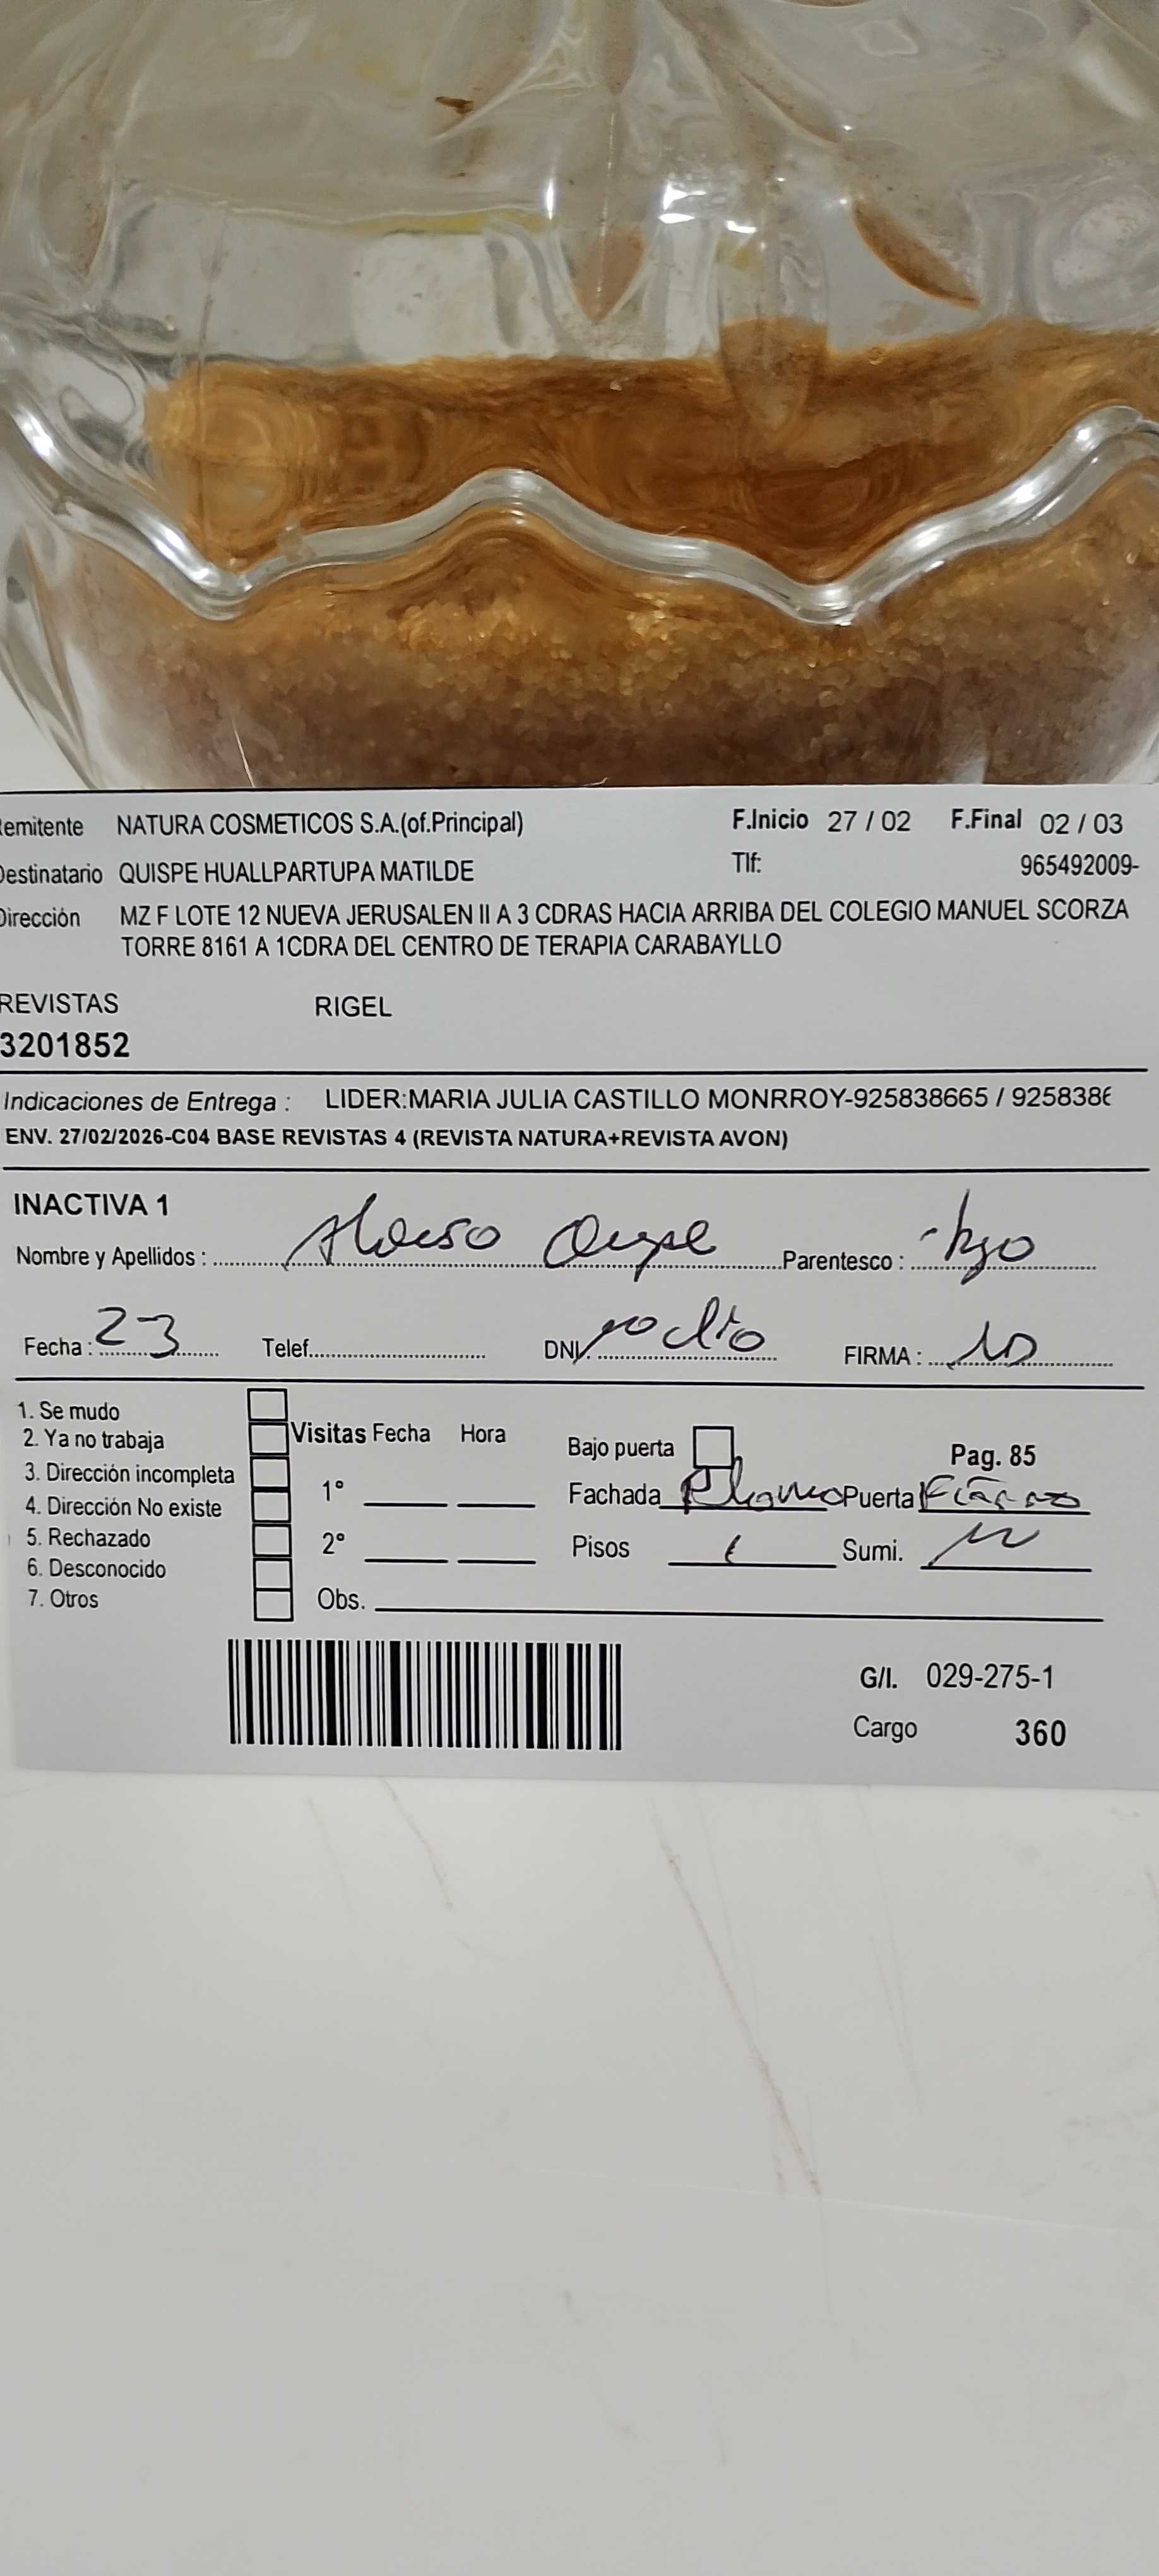 Remitente NATURA COSMETICOS S.A.(of.Principal) F.Inicio 27 / 02 F.Final 02 / 03
Destinatario QUISPE HUALLPARTUPA MATILDE Tlf: 965492009-
Dirección MZ F LOTE 12 NUEVA JERUSALEN II A 3 CDRAS HACIA ARRIBA DEL COLEGIO MANUEL SCORZA
TORRE 8161 A 1CDRA DEL CENTRO DE TERAPIA CARABAYLLO
REVISTAS RIGEL
3201852
Indicaciones de Entrega : LIDER:MARIA JULIA CASTILLO MONRROY-925838665 / 925838
ENV. 27/02/2026-C04 BASE REVISTAS 4 (REVISTA NATURA+REVISTA AVON)
INACTIVA 1
Nombre y Apellidos : Quispe Parentesco : hijo
Fecha : 23 Telef. DNI. no dio FIRMA :
1. Se mudo
2. Ya no trabaja Visitas Fecha Hora Bajo puerta Pag. 85
3. Dirección incompleta 1° Fachada Puerta
4. Dirección No existe
5. Rechazado 2° Pisos 1 Sumi.
6. Desconocido
7. Otros Obs.
G/I. 029-275-1
Cargo 360